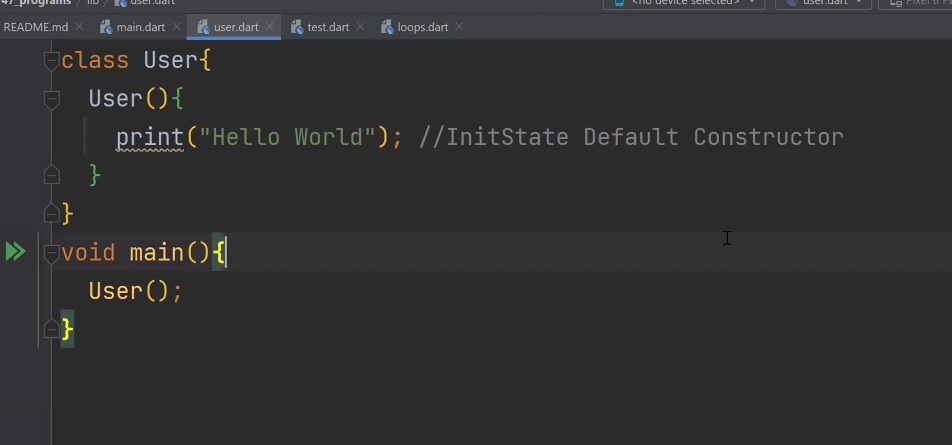 47_programs lib user.dart <no device selected> user.dart Pixel 6 P
README.md main.dart user.dart test.dart loops.dart
class User{
User(){
print("Hello World"); //InitState Default Constructor
}
}
void main(){
User();
}